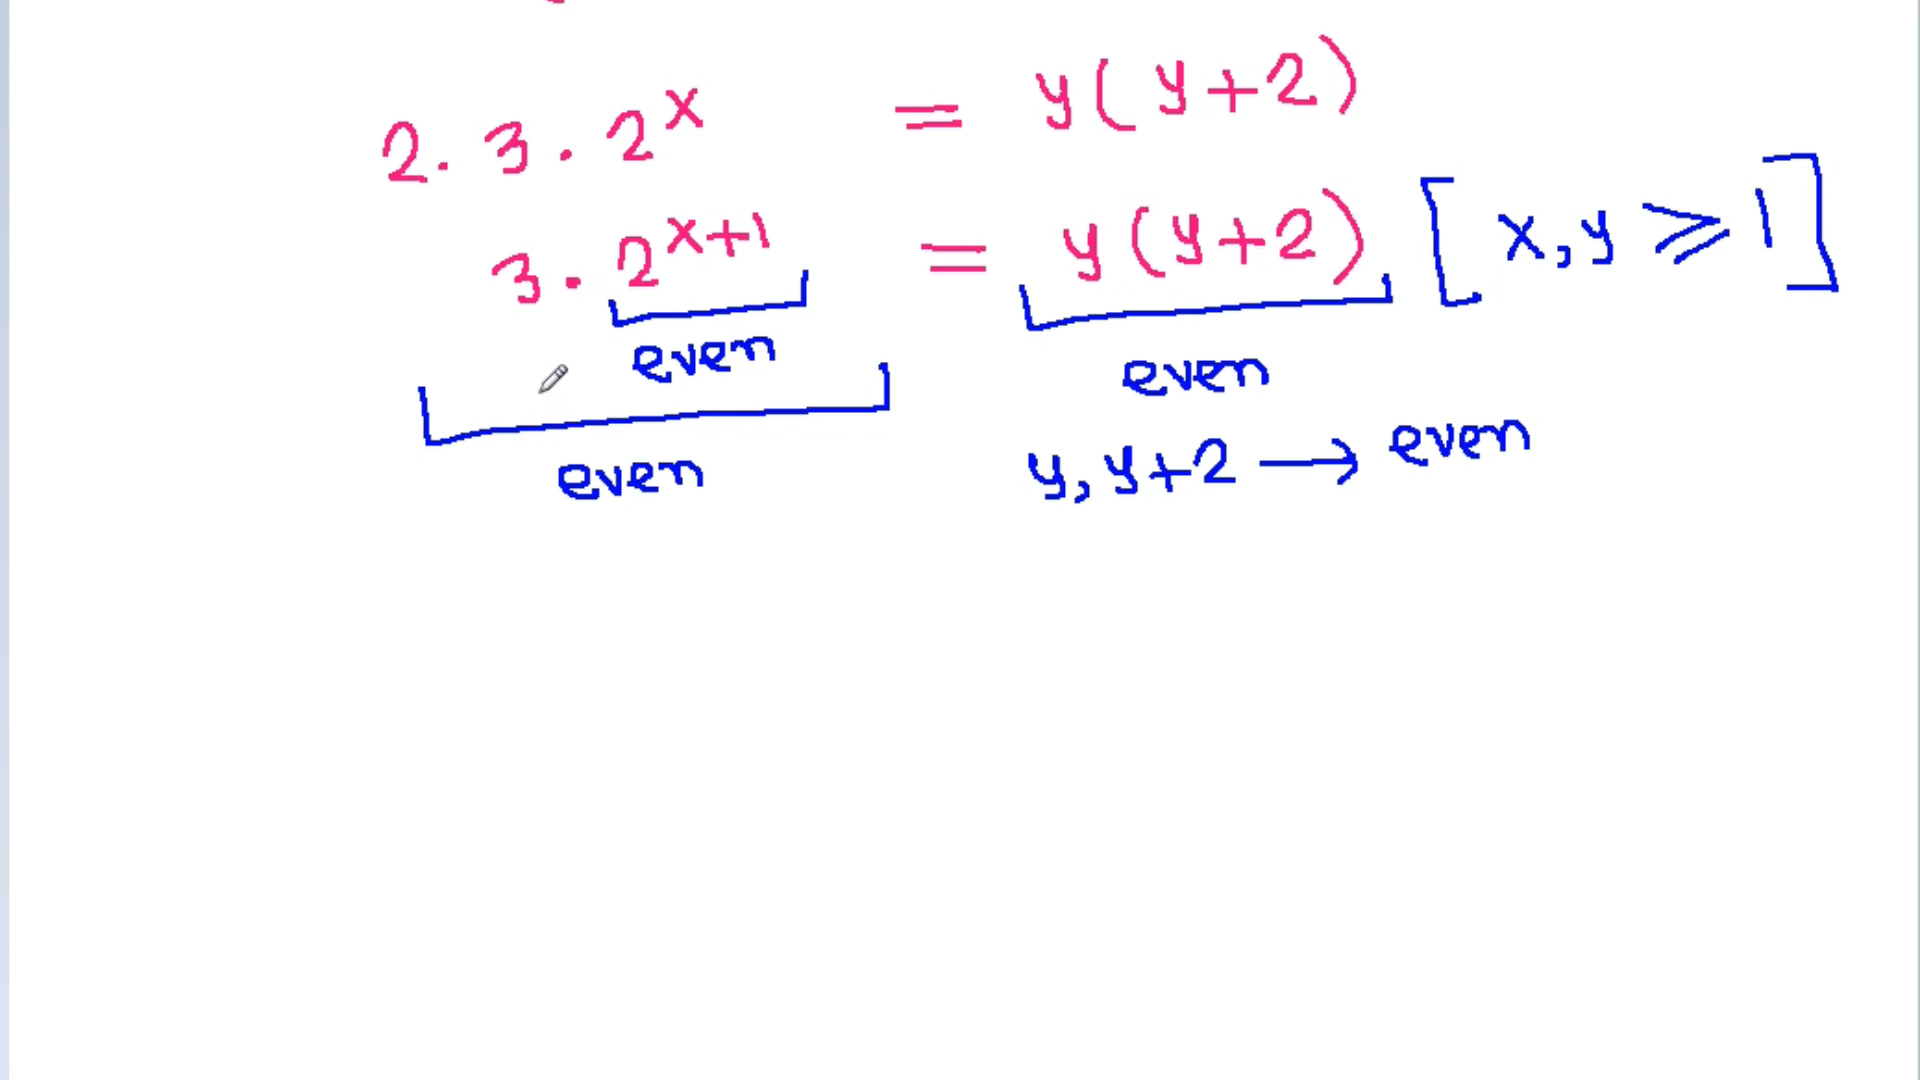 2 . 3 . 2^x = y(y+2)
3 . 2^{x+1} = y(y+2) [x, y ⩾ 1]
even even
even y, y+2 → even